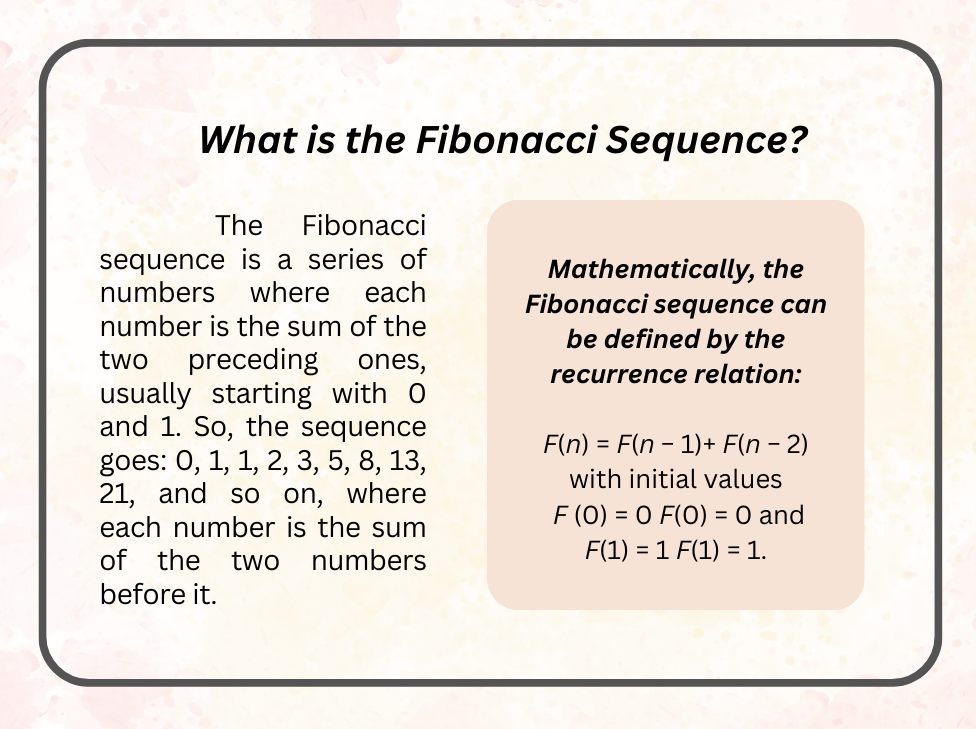 What is the Fibonacci Sequence?
The Fibonacci
sequence is a series of
numbers where each
number is the sum of the
two preceding ones,
usually starting with 0
and 1. So, the sequence
goes: 0, 1, 1, 2, 3, 5, 8, 13,
21, and so on, where
each number is the sum
of the two numbers
before it.
Mathematically, the
Fibonacci sequence can
be defined by the
recurrence relation:
F(n) = F(n − 1)+ F(n − 2)
with initial values
F (0) = 0 F(0) = 0 and
F(1) = 1 F(1) = 1.